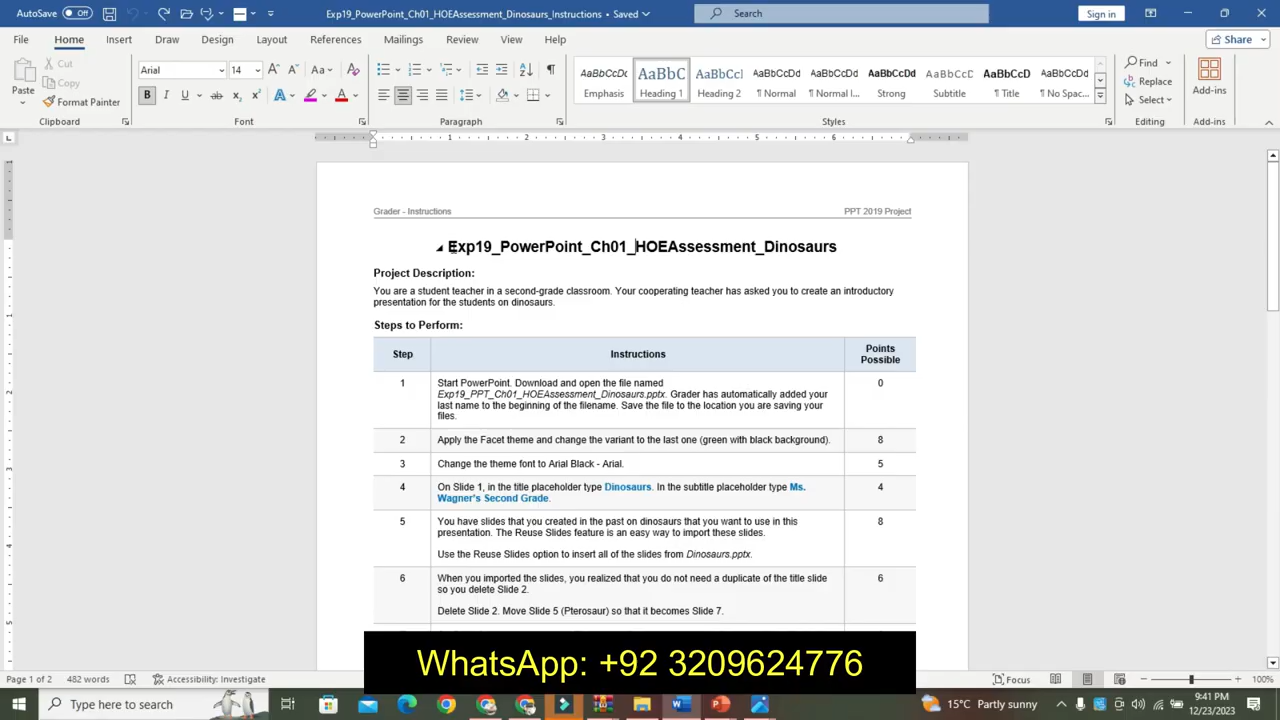 Search
Sign in
File Home Insert Draw Design Layout References Mailings Review View Help
Share
Paste
Cut
Copy
Format Painter
Clipboard
Arial 14
Font
Paragraph
AaBbCcDc Emphasis
AaBbC Heading 1
AaBbCcl Heading 2
AaBbCcDd ¶ Normal
AaBbCcDd ¶ Normal I...
AaBbCcDd Strong
AaBbCcD Subtitle
AaBbCcD ¶ Title
AaBbCcDd ¶ No Spac...
Styles
Find
Replace
Select
Editing
Add-ins
Add-ins
Grader - Instructions PPT 2019 Project
Exp19_PowerPoint_Ch01_HOEAssessment_Dinosaurs
Project Description:
You are a student teacher in a second-grade classroom. Your cooperating teacher has asked you to create an introductory
presentation for the students on dinosaurs.
Steps to Perform:
Step Instructions Points
Possible
1 Start PowerPoint. Download and open the file named 0
Exp19_PPT_Ch01_HOEAssessment_Dinosaurs.pptx. Grader has automatically added your
last name to the beginning of the filename. Save the file to the location you are saving your
files.
2 Apply the Facet theme and change the variant to the last one (green with black background). 8
3 Change the theme font to Arial Black - Arial. 5
4 On Slide 1, in the title placeholder type Dinosaurs. In the subtitle placeholder type Ms. 4
Wagner's Second Grade.
5 You have slides that you created in the past on dinosaurs that you want to use in this 8
presentation. The Reuse Slides feature is an easy way to import these slides.
Use the Reuse Slides option to insert all of the slides from Dinosaurs.pptx.
6 When you imported the slides, you realized that you do not need a duplicate of the title slide 6
so you delete Slide 2.
Delete Slide 2. Move Slide 5 (Pterosaur) so that it becomes Slide 7.
WhatsApp: +92 3209624776
Page 1 of 2 482 words Accessibility: Investigate Focus 100%
Type here to search 15°C Partly sunny 9:41 PM
12/23/2023